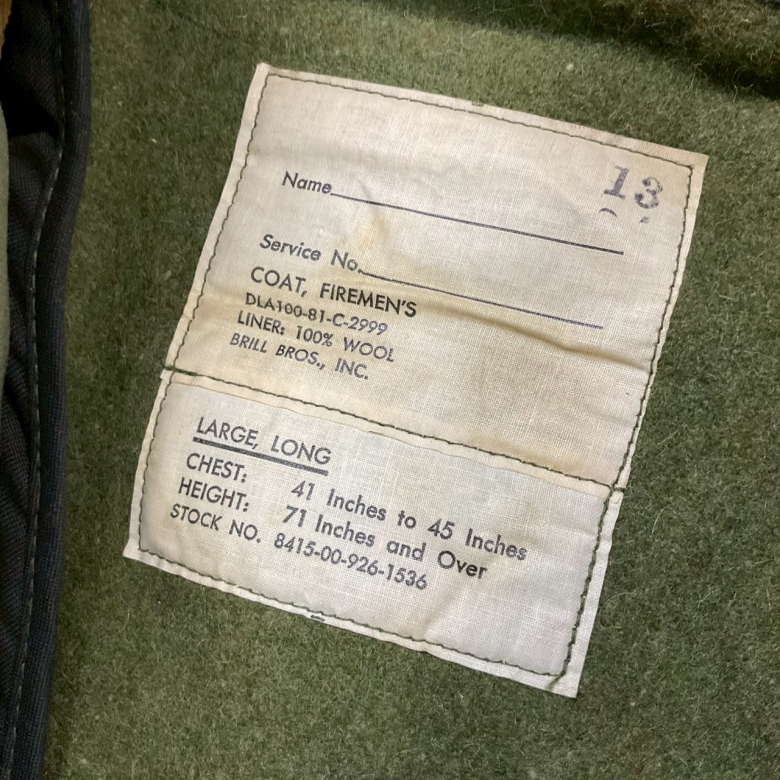 13
Name
Service No.
COAT, FIREMEN'S
DLA100-81-C-2999
LINER: 100% WOOL
BRILL BROS., INC.
LARGE, LONG
CHEST: 41 Inches to 45 Inches
HEIGHT: 71 Inches and Over
STOCK NO. 8415-00-926-1536